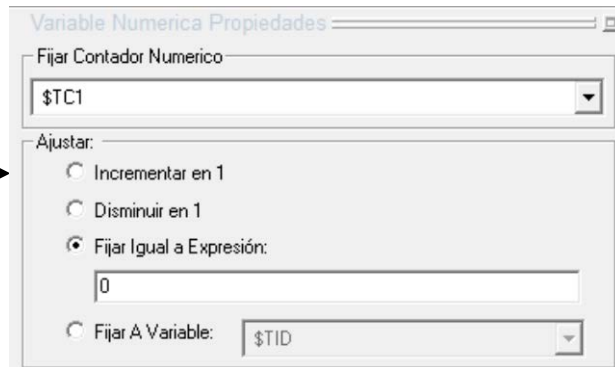 Variable Numerica Propiedades
Fijar Contador Numerico
$TC1
Ajustar:
Incrementar en 1
Disminuir en 1
Fijar Igual a Expresión:
0
Fijar A Variable: $TID